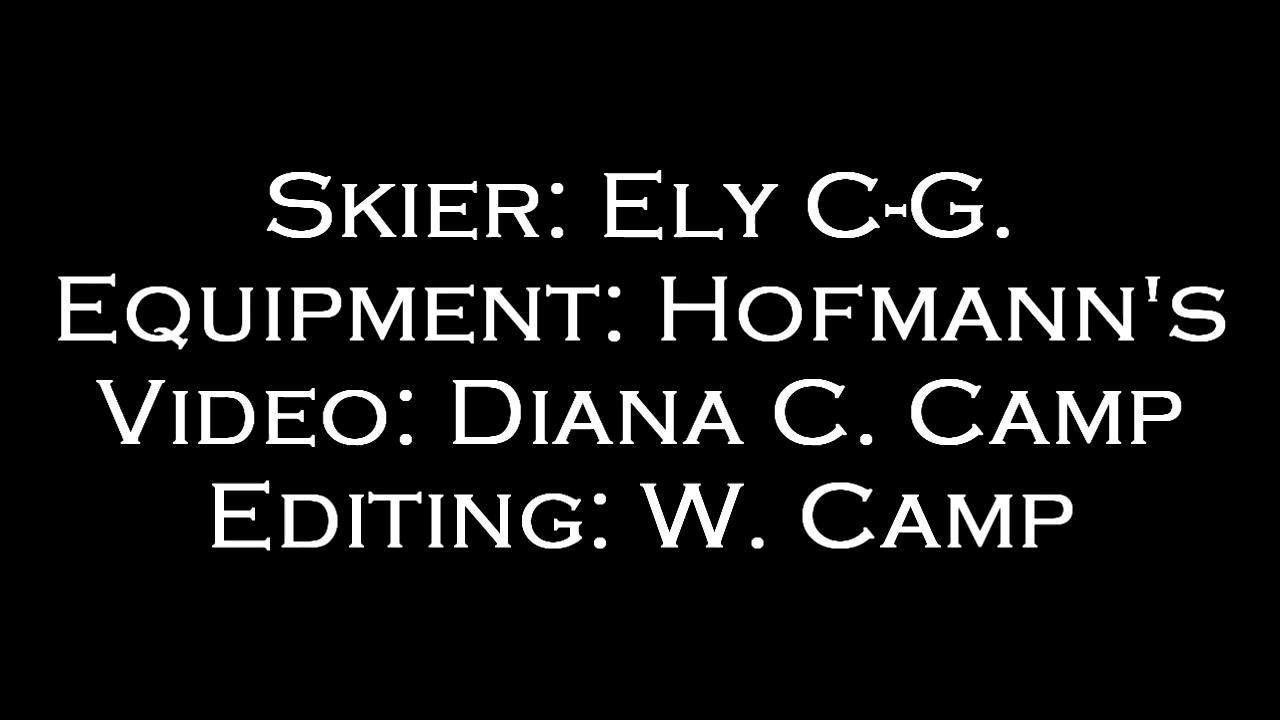 Skier: Ely C-G.
Equipment: Hofmann's
Video: Diana C. Camp
Editing: W. Camp